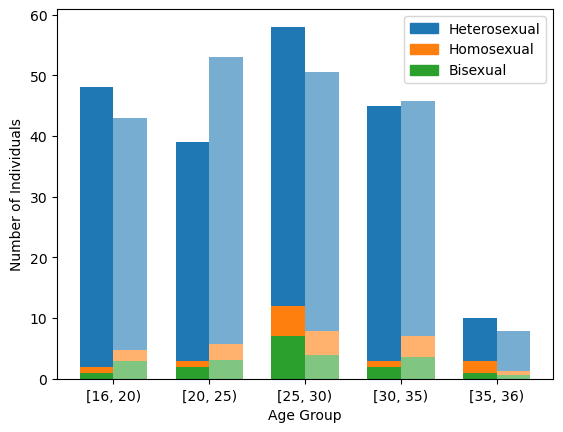 Heterosexual
Homosexual
Bisexual
Number of Individuals
60
50
40
30
20
10
0
[16, 20)
[20, 25)
[25, 30)
[30, 35)
[35, 36)
Age Group